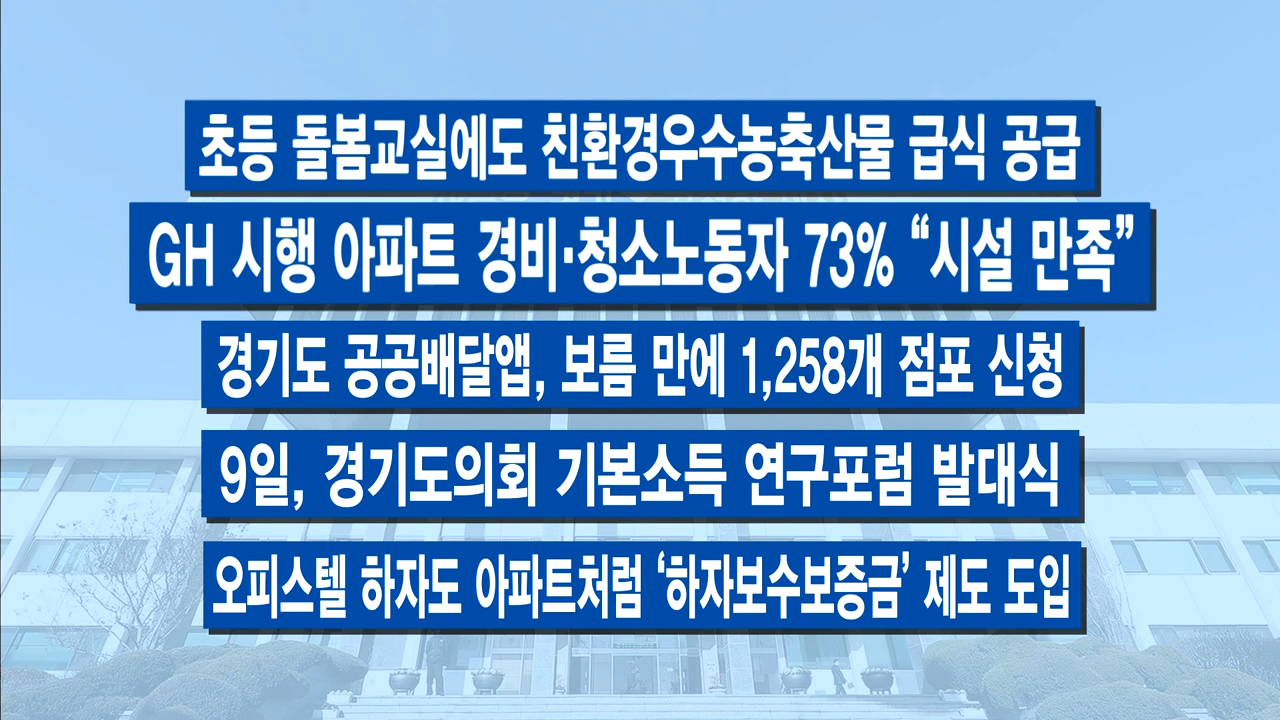 초등 돌봄교실에도 친환경우수농축산물 급식 공급
GH 시행 아파트 경비·청소노동자 73% “시설 만족”
경기도 공공배달앱, 보름 만에 1,258개 점포 신청
9일, 경기도의회 기본소득 연구포럼 발대식
오피스텔 하자도 아파트처럼 ‘하자보수보증금’ 제도 도입